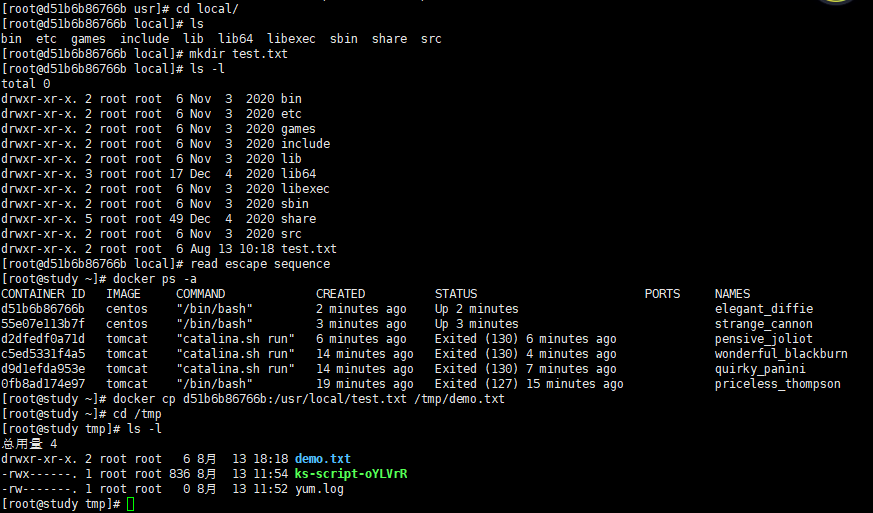 [root@d51b6b86766b usr]# cd local/
[root@d51b6b86766b local]# ls
bin  etc  games  include  lib  lib64  libexec  sbin  share  src
[root@d51b6b86766b local]# mkdir test.txt
[root@d51b6b86766b local]# ls -l
total 0
drwxr-xr-x. 2 root root  6 Nov  3  2020 bin
drwxr-xr-x. 2 root root  6 Nov  3  2020 etc
drwxr-xr-x. 2 root root  6 Nov  3  2020 games
drwxr-xr-x. 2 root root  6 Nov  3  2020 include
drwxr-xr-x. 2 root root  6 Nov  3  2020 lib
drwxr-xr-x. 3 root root 17 Dec  4  2020 lib64
drwxr-xr-x. 2 root root  6 Nov  3  2020 libexec
drwxr-xr-x. 2 root root  6 Nov  3  2020 sbin
drwxr-xr-x. 5 root root 49 Dec  4  2020 share
drwxr-xr-x. 2 root root  6 Nov  3  2020 src
drwxr-xr-x. 2 root root  6 Aug 13 10:18 test.txt
[root@d51b6b86766b local]# read escape sequence
[root@study ~]# docker ps -a
CONTAINER ID   IMAGE     COMMAND             CREATED          STATUS                        PORTS     NAMES
d51b6b86766b   centos    "/bin/bash"         2 minutes ago    Up 2 minutes                            elegant_diffie
55e07e113b7f   centos    "/bin/bash"         3 minutes ago    Up 3 minutes                            strange_cannon
d2dfedf0a71d   tomcat    "catalina.sh run"   6 minutes ago    Exited (130) 6 minutes ago              pensive_joliot
c5ed5331f4a5   tomcat    "catalina.sh run"   14 minutes ago   Exited (130) 4 minutes ago              wonderful_blackburn
d9d1efda953e   tomcat    "catalina.sh run"   14 minutes ago   Exited (130) 7 minutes ago              quirky_panini
0fb8ad174e97   tomcat    "/bin/bash"         19 minutes ago   Exited (127) 15 minutes ago             priceless_thompson
[root@study ~]# docker cp d51b6b86766b:/usr/local/test.txt /tmp/demo.txt
[root@study ~]# cd /tmp
[root@study tmp]# ls -l
总用量 4
drwxr-xr-x. 2 root root   6 8月  13 18:18 demo.txt
-rwx------. 1 root root 836 8月  13 11:54 ks-script-oYLVrR
-rw-------. 1 root root   0 8月  13 11:52 yum.log
[root@study tmp]#